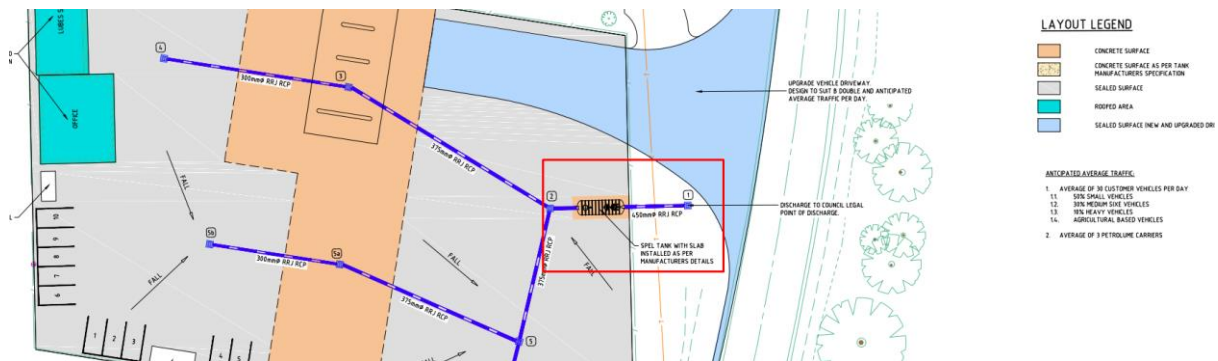 LUBES S
OFFICE
4
300mmø RRJ RCP
3
375mmø RRJ RCP
FALL
5b
300mmø RRJ RCP
5a
375mmø RRJ RCP
FALL
FALL
10
9
8
7
6
1
2
3
4
5
5
375mmø RRJ RCP
2
450mmø RRJ RCP
1
SPEL TANK WITH SLAB
INSTALLED AS PER
MANUFACTURERS DETAILS
FALL
UPGRADE VEHICLE DRIVEWAY.
DESIGN TO SUIT B DOUBLE AND ANTICIPATED
AVERAGE TRAFFIC PER DAY.
DISCHARGE TO COUNCIL LEGAL
POINT OF DISCHARGE.
LAYOUT LEGEND
CONCRETE SURFACE
CONCRETE SURFACE AS PER TANK
MANUFACTURERS SPECIFICATION
SEALED SURFACE
ROOFED AREA
SEALED SURFACE (NEW AND UPGRADED DRI
ANTICIPATED AVERAGE TRAFFIC:
1. AVERAGE OF 30 CUSTOMER VEHICLES PER DAY
1.1. 50% SMALL VEHICLES
1.2. 30% MEDIUM SIXE VEHICLES
1.3. 10% HEAVY VEHICLES
1.4. AGRICULTURAL BASED VEHICLES
2. AVERAGE OF 3 PETROLUME CARRIERS